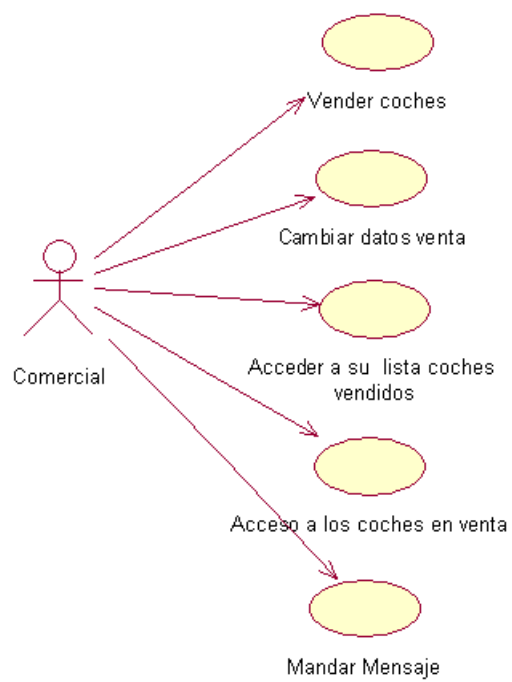 Vender coches
Cambiar datos venta
Acceder a su lista coches
vendidos
Comercial
Acceso a los coches en venta
Mandar Mensaje